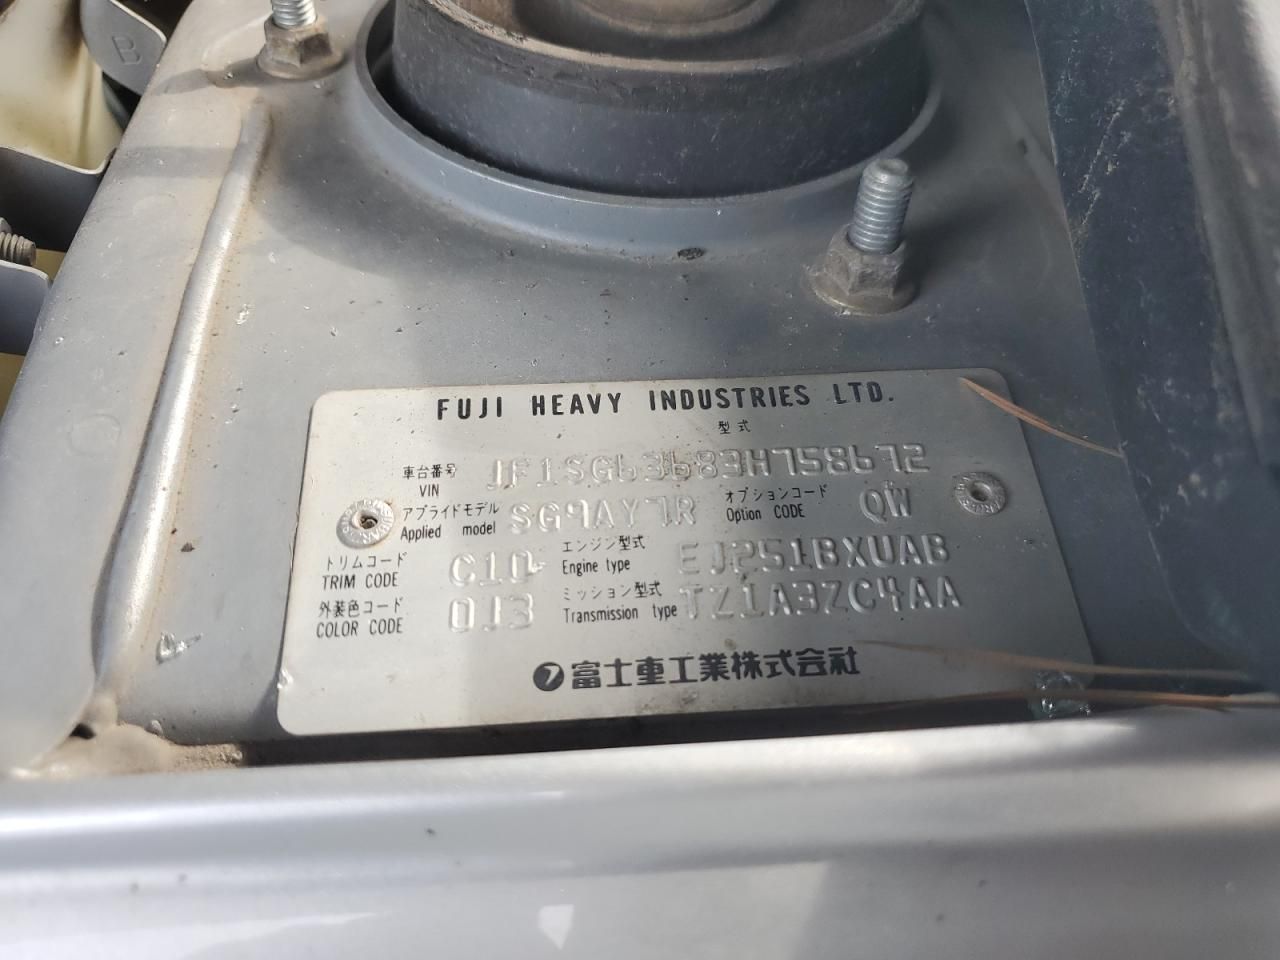 B
FUJI HEAVY INDUSTRIES LTD.
型式
車台番号 VIN JF1SG63683H758672
アプライドモデル Applied model SG9AY7R オプションコード Option CODE QW
トリムコード TRIM CODE C10 エンジン型式 Engine type EJ251BXUAB
外装色コード COLOR CODE 01J3 ミッション型式 Transmission type TZ1A3ZC4AA
富士重工業株式会社